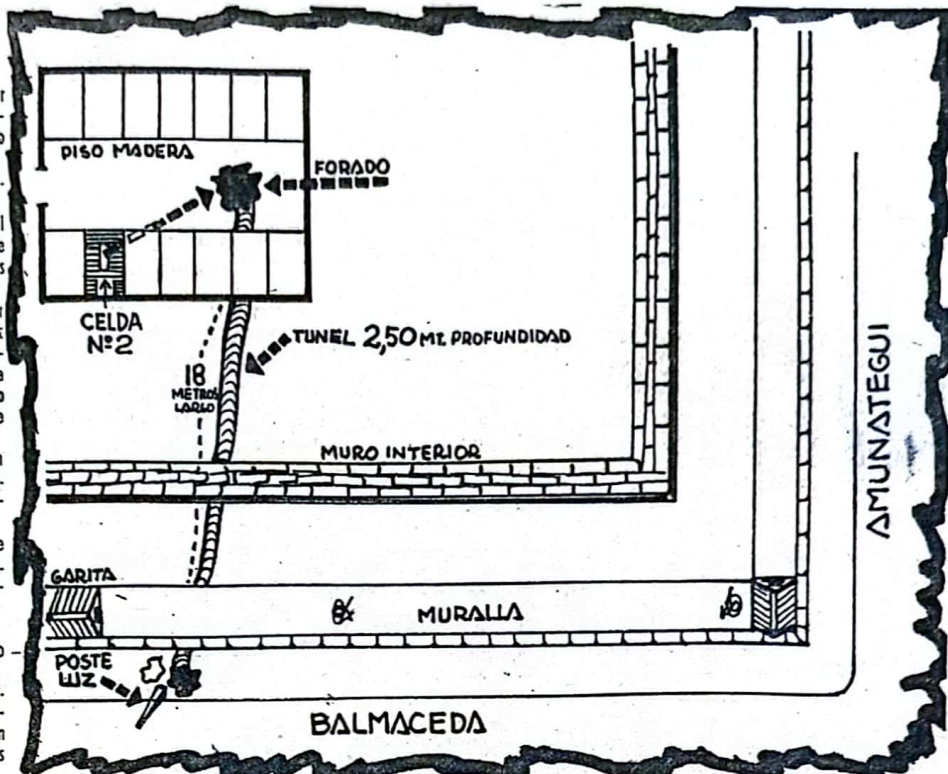 PISO MADERA
FORADO
CELDA
Nº2
TUNEL 2,50 MT. PROFUNDIDAD
18
METROS
LARGO
MURO INTERIOR
AMUNATEGUI
GARITA
MURALLA
POSTE
LUZ
BALMACEDA